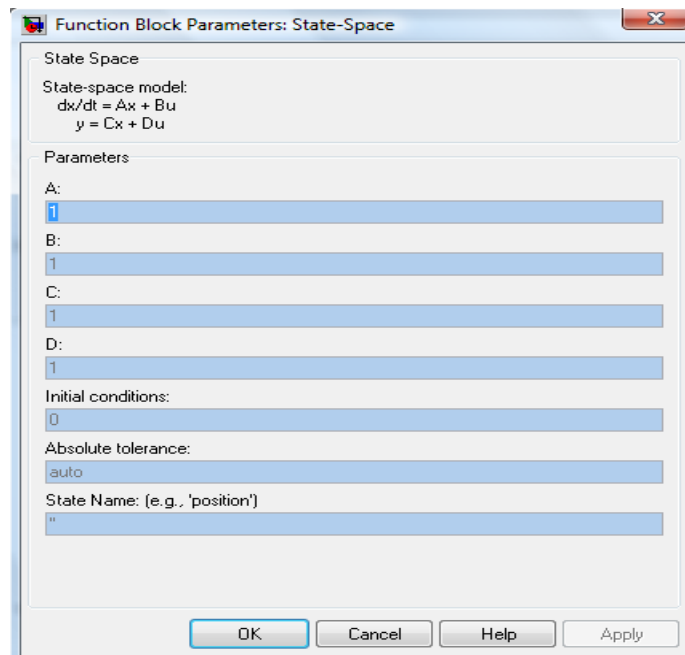 Function Block Parameters: State-Space
State Space
State-space model:
dx/dt = Ax + Bu
y = Cx + Du
Parameters
A:
1
B:
1
C:
1
D:
1
Initial conditions:
0
Absolute tolerance:
auto
State Name: (e.g., 'position')
''
OK Cancel Help Apply